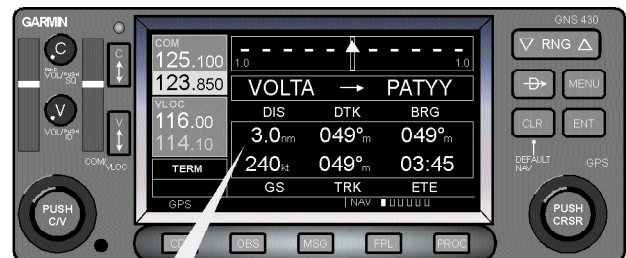 GARMIN
GNS 430
C
PWR
VOL/PUSH
SQ
C
V
VOL/PUSH
ID
V
COM/VLOC
PUSH
C/V
COM
125.100
123.850
VLOC
116.00
114.10
TERM
GPS
1.0 1.0
VOLTA → PATYY
DIS DTK BRG
3.0nm 049°m 049°m
240kt 049°m 03:45
GS TRK ETE
NAV
RNG
MENU
CLR ENT
DEFAULT
NAV
GPS
PUSH
CRSR
OBS MSG FPL PROC